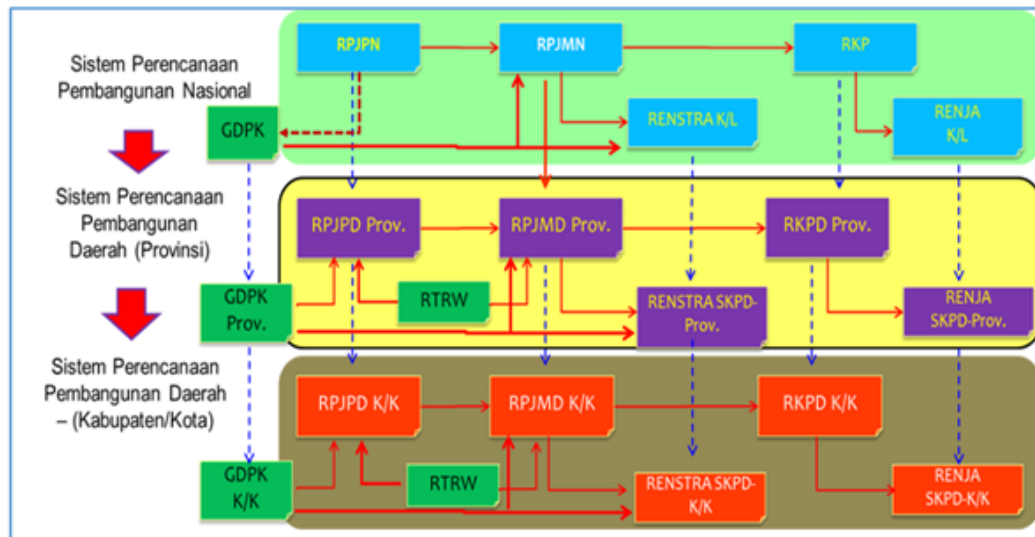 Sistem Perencanaan
Pembangunan Nasional
RPJPN
RPJMN
RKP
GDPK
RENSTRA K/L
RENJA
K/L
Sistem Perencanaan
Pembangunan
Daerah (Provinsi)
RPJPD Prov.
RPJMD Prov.
RKPD Prov.
GDPK
Prov.
RTRW
RENSTRA SKPD-
Prov.
RENJA
SKPD-Prov.
Sistem Perencanaan
Pembangunan Daerah
– (Kabupaten/Kota)
RPJPD K/K
RPJMD K/K
RKPD K/K
GDPK
K/K
RTRW
RENSTRA SKPD-
K/K
RENJA
SKPD-K/K